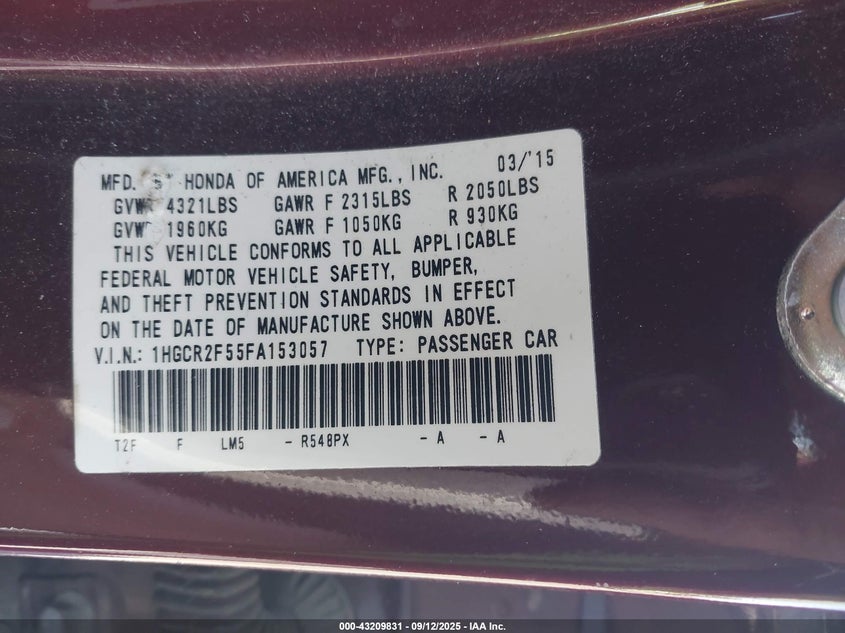 MFD. BY HONDA OF AMERICA MFG., INC. 03/'15
GVWR 4321LBS GAWR F 2315LBS R 2050LBS
GVWR 1960KG GAWR F 1050KG R 930KG
THIS VEHICLE CONFORMS TO ALL APPLICABLE
FEDERAL MOTOR VEHICLE SAFETY, BUMPER,
AND THEFT PREVENTION STANDARDS IN EFFECT
ON THE DATE OF MANUFACTURE SHOWN ABOVE.
V.I.N.: 1HGCR2F55FA153057 TYPE: PASSENGER CAR
T2F F LM5 - R548PX - A - A
000-43209831 - 09/12/2025 - IAA Inc.